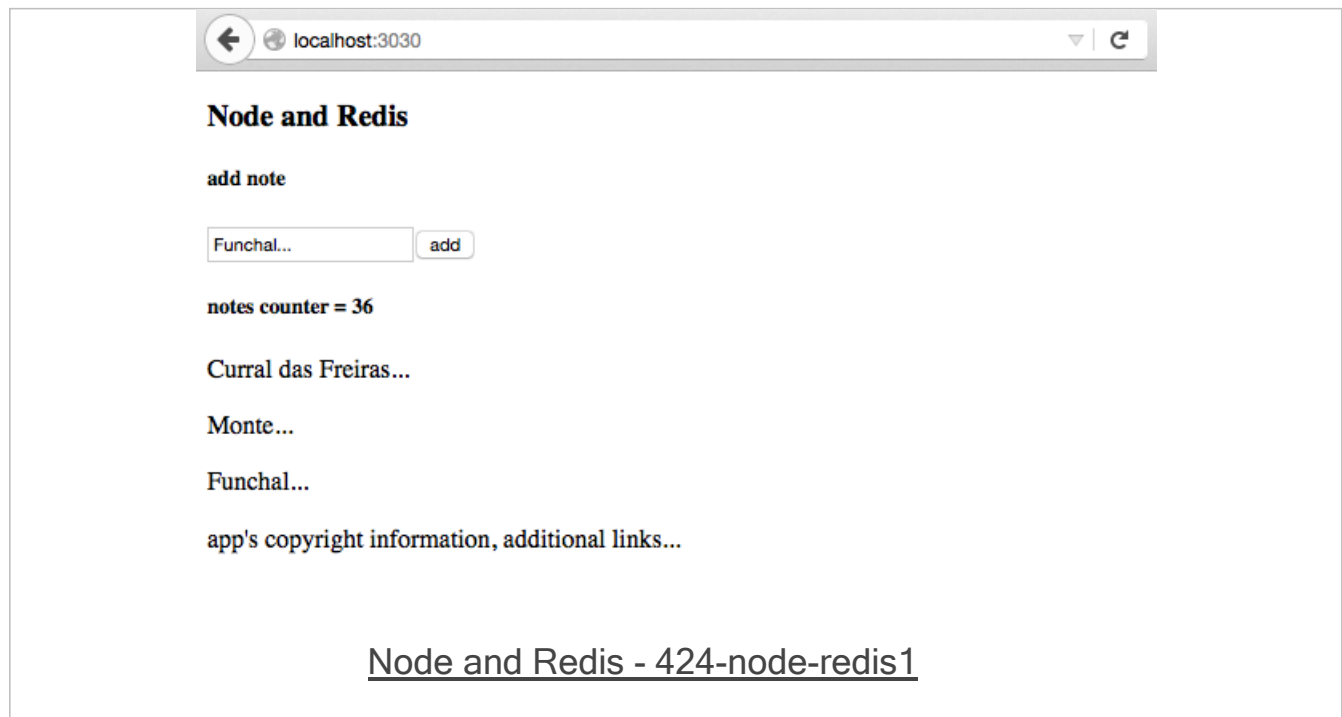 localhost:3030
Node and Redis
add note
Funchal... add
notes counter = 36
Curral das Freiras...
Monte...
Funchal...
app's copyright information, additional links...
Node and Redis - 424-node-redis1